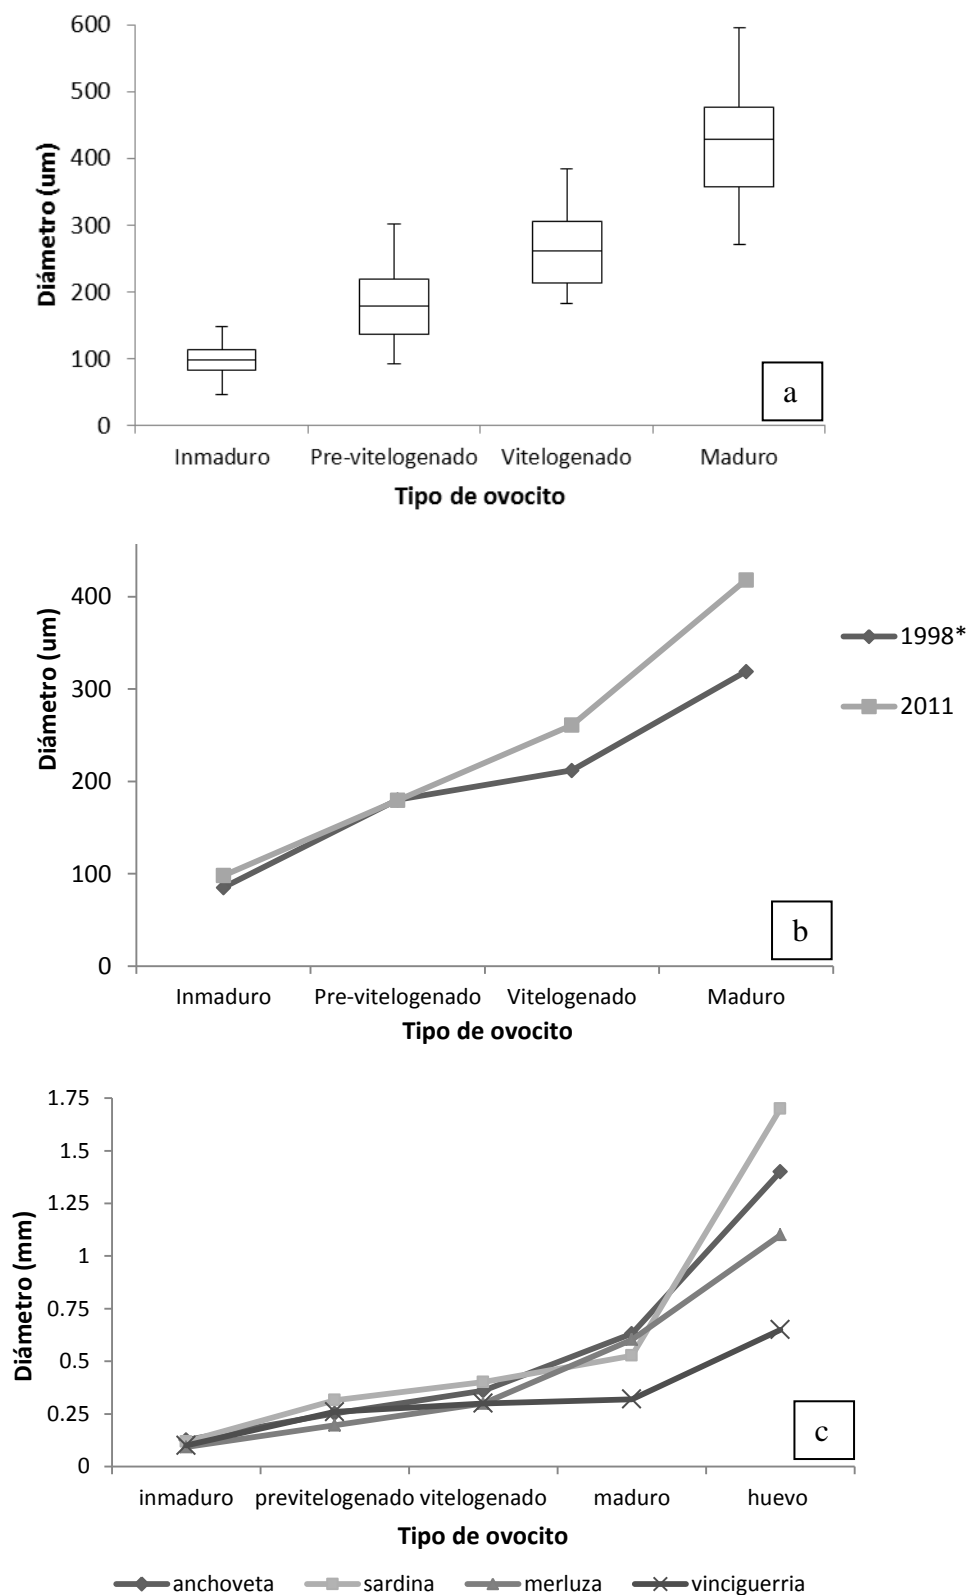 600
500
400
300
200
100
0
Diámetro (um)
a
Inmaduro Pre-vitelogenado Vitelogenado Maduro
Tipo de ovocito
400
300
200
100
0
Diámetro (um)
1998*
2011
b
Inmaduro Pre-vitelogenado Vitelogenado Maduro
Tipo de ovocito
1.75
1.5
1.25
1
0.75
0.5
0.25
0
Diámetro (mm)
c
inmaduro previtelogenado vitelogenado maduro huevo
Tipo de ovocito
anchoveta sardina merluza vinciguerria